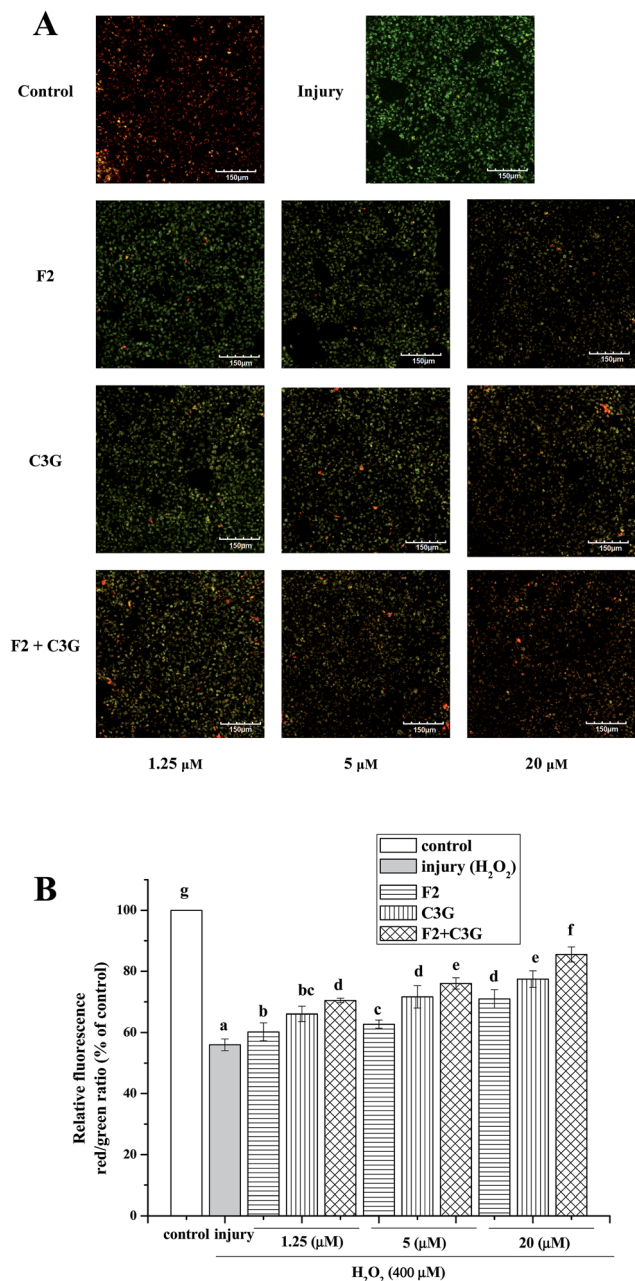 A
Control
Injury
150μm
150μm
F2
150μm
150μm
150μm
C3G
150μm
150μm
150μm
F2 + C3G
150μm
150μm
150μm
1.25 μM
5 μM
20 μM
B
control
injury (H₂O₂)
F2
C3G
F2+C3G
Relative fluorescence
red/green ratio (% of control)
100
80
60
40
20
0
g
a
b
bc
d
c
d
e
d
e
f
control injury
1.25 (μM)
5 (μM)
20 (μM)
H₂O₂ (400 μM)